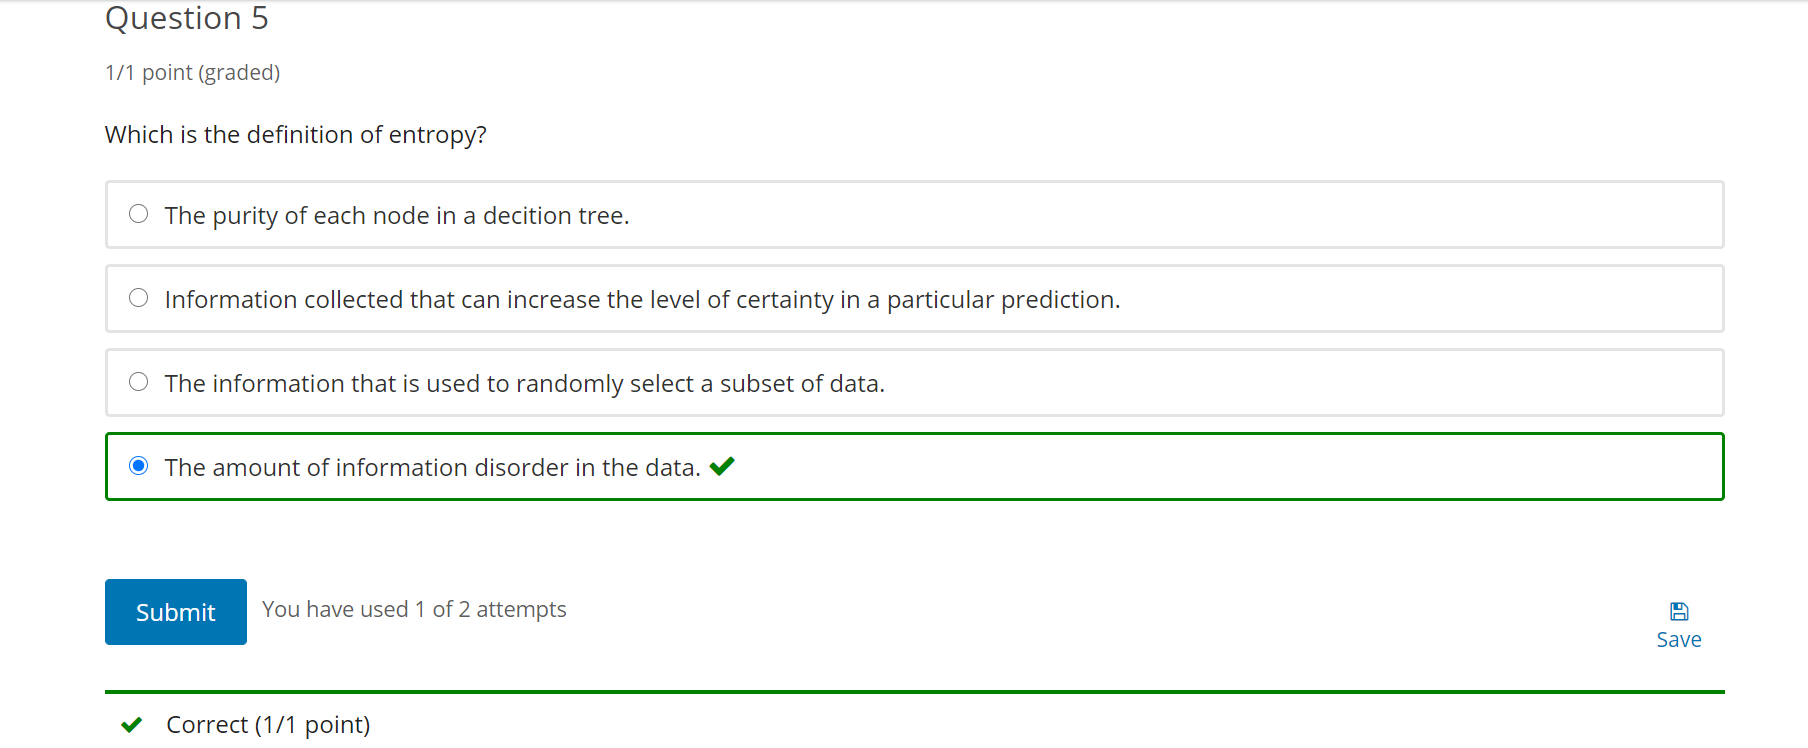 Question 5
1/1 point (graded)
Which is the definition of entropy?
The purity of each node in a decition tree.
Information collected that can increase the level of certainty in a particular prediction.
The information that is used to randomly select a subset of data.
The amount of information disorder in the data.
Submit
You have used 1 of 2 attempts
Save
Correct (1/1 point)